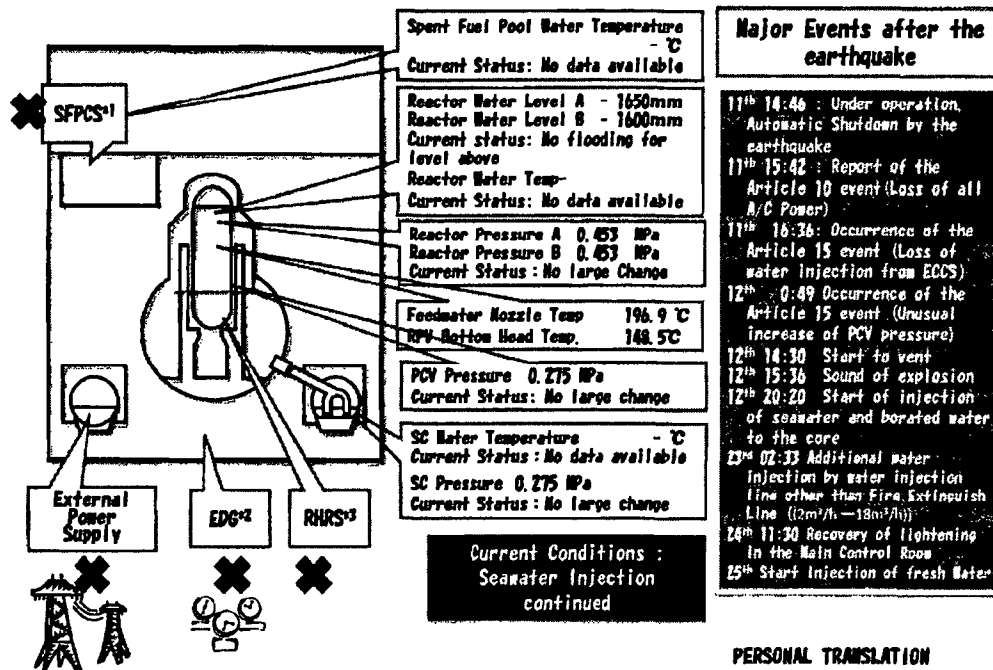 Spent Fuel Pool Water Temperature
- ℃
Current Status: No data available
SFPCS*1
Reactor Water Level A - 1650mm
Reactor Water Level B - 1600mm
Current status: No flooding for
level above
Reactor Water Temp-
Current Status: No data available
Reactor Pressure A 0.453 MPa
Reactor Pressure B 0.453 MPa
Current Status : No large Change
Feedwater Nozzle Temp 196.9 ℃
RPV Bottom Head Temp. 148.5℃
PCV Pressure 0.275 MPa
Current Status: No large change
SC Water Temperature - ℃
Current Status : No data available
SC Pressure 0.275 MPa
Current Status: No large change
External
Power
Supply
EDG*2
RHRS*3
Current Conditions :
Seawater Injection
continued
Major Events after the
earthquake
11th 14:46 : Under operation,
Automatic Shutdown by the
earthquake
11th 15:42 : Report of the
Article 10 event(Loss of all
A/C Power)
11th 16:36: Occurrence of the
Article 15 event (Loss of
water injection from ECCS)
12th 0:49 Occurrence of the
Article 15 event (Unusual
increase of PCV pressure)
12th 14:30 Start to vent
12th 15:36 Sound of explosion
12th 20:20 Start of injection
of seawater and borated water
to the core
23rd 02:33 Additional water
injection by water injection
line other than Fire Extinguish
Line ((2m³/h→18m³/h))
24th 11:30 Recovery of lightening
in the Main Control Room
25th Start Injection of fresh Water
PERSONAL TRANSLATION